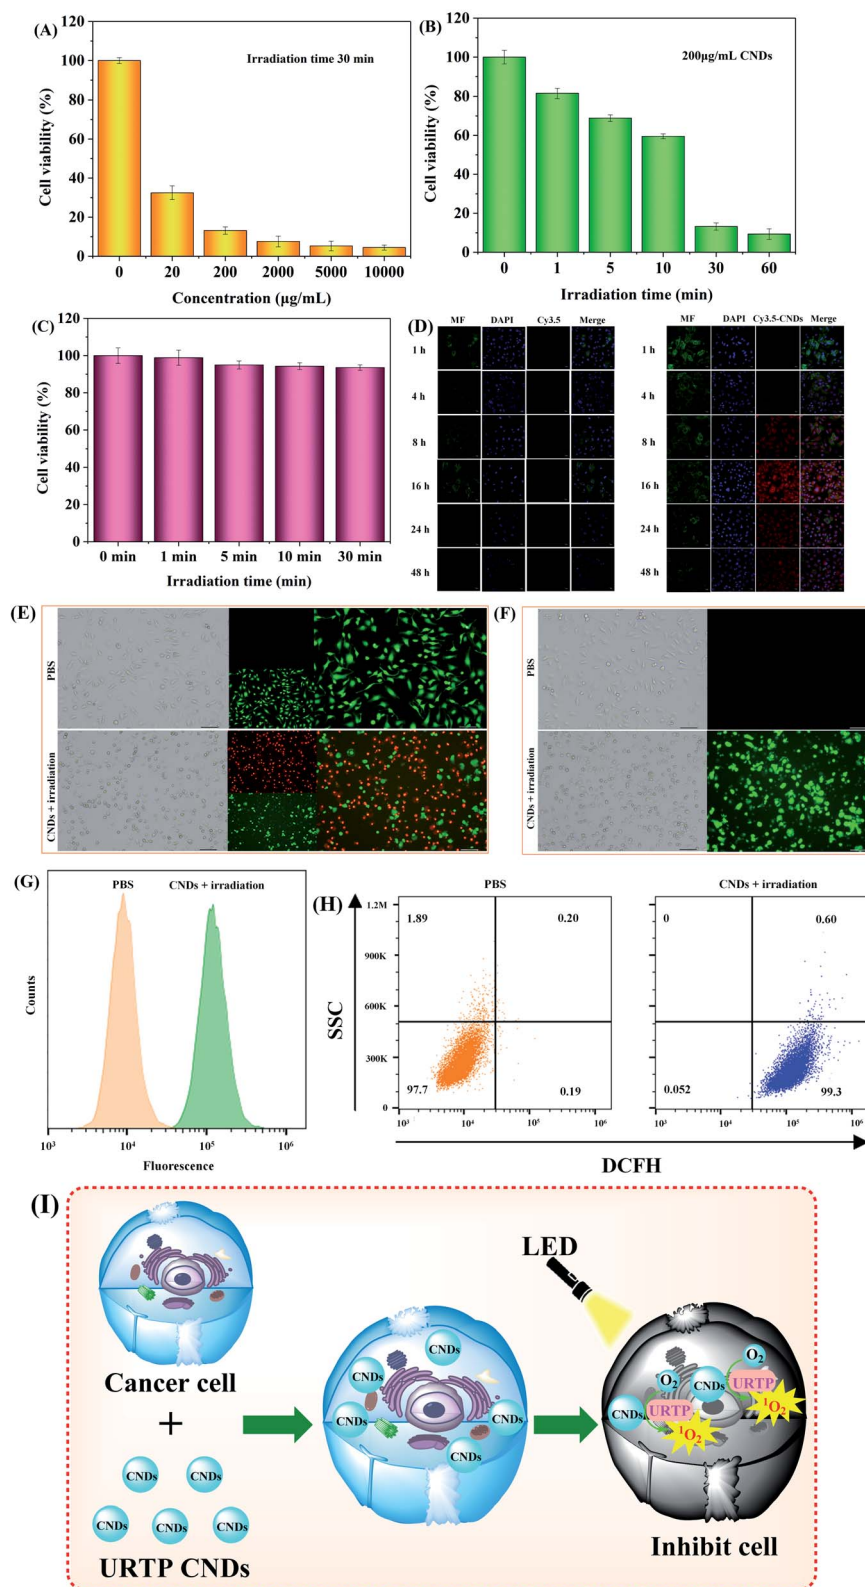 (A)
Irradiation time 30 min
Cell viability (%)
120
100
80
60
40
20
0
0 20 200 2000 5000 10000
Concentration (μg/mL)
(B)
200μg/mL CNDs
Cell viability (%)
120
100
80
60
40
20
0
0 1 5 10 30 60
Irradiation time (min)
(C)
Cell viability (%)
120
100
80
60
40
20
0
0 min 1 min 5 min 10 min 30 min
Irradiation time (min)
(D)
MF DAPI Cy3.5 Merge
1 h
4 h
8 h
16 h
24 h
48 h
MF DAPI Cy3.5-CNDs Merge
1 h
4 h
8 h
16 h
24 h
48 h
(E)
PBS
CNDs + irradiation
(F)
PBS
CNDs + irradiation
(G)
PBS CNDs + irradiation
Counts
10³ 10⁴ 10⁵ 10⁶
Fluorescence
(H)
PBS
SSC
1.2M
900K
600K
300K
0
1.89 0.20
97.7 0.19
10³ 10⁴ 10⁵ 10⁶
CNDs + irradiation
1.2M
900K
600K
300K
0
0 0.60
0.052 99.3
10³ 10⁴ 10⁵ 10⁶
DCFH
(I)
Cancer cell
+
CNDs CNDs
CNDs CNDs CNDs
URTP CNDs
CNDs
CNDs
CNDs CNDs
CNDs
LED
O₂
O₂ CNDs URTP
CNDs URTP ¹O₂
¹O₂
Inhibit cell